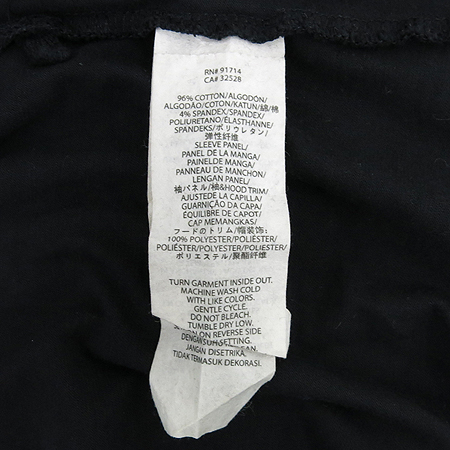 RN# 91714
CA# 32528
96% COTTON/ALGODÓN/
ALGODÃO/COTON/KATUN/綿/棉
4% SPANDEX/SPANDEX/
POLIURETANO/ÉLASTHANNE/
SPANDEKS/ポリウレタン/
弹性纤维
SLEEVE PANEL/
PANEL DE LA MANGA/
PAINELDE MANGA/
PANNEAU DE MANCHON/
LENGAN PANEL/
袖パネル/袖&HOOD TRIM/
AJUSTEDE LA CAPILLA/
GUARNIÇÃO DA CAPA/
ÉQUILIBRE DE CAPOT/
CAP MEMANGKAS/
フードのトリム/帽装饰:
100% POLYESTER/POLIÉSTER/
POLIÉSTER/POLYESTER/POLYESTER/
ポリエステル/聚酯纤维
TURN GARMENT INSIDE OUT.
MACHINE WASH COLD
WITH LIKE COLORS.
GENTLE CYCLE.
DO NOT BLEACH.
TUMBLE DRY LOW.
ON REVERSE SIDE
DENGAN SUH SETTING.
JANGAN DISETRIKA.
TIDAK TERMASUK DEKORASI.